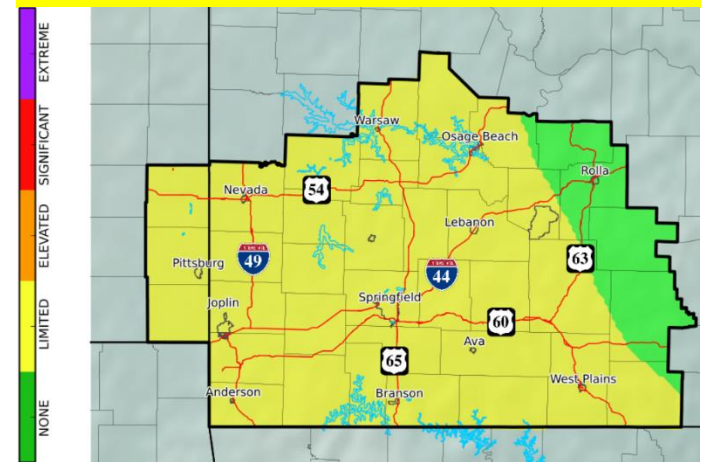 EXTREME
SIGNIFICANT
ELEVATED
LIMITED
NONE
Warsaw
Osage Beach
Rolla
Nevada
54
Lebanon
63
Pittsburg
49
44
Joplin
Springfield
60
Ava
65
West Plains
Anderson
Branson